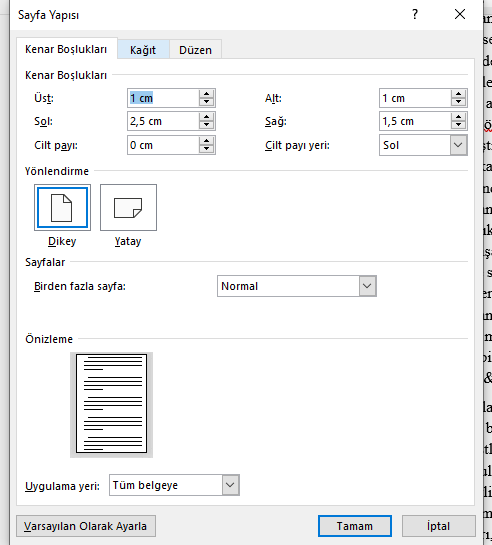 Sayfa Yapısı
Kenar Boşlukları Kağıt Düzen
Kenar Boşlukları
Üst: 1 cm Alt: 1 cm
Sol: 2,5 cm Sağ: 1,5 cm
Cilt payı: 0 cm Cilt payı yeri: Sol
Yönlendirme
Dikey Yatay
Sayfalar
Birden fazla sayfa: Normal
Önizleme
Uygulama yeri: Tüm belgeye
Varsayılan Olarak Ayarla Tamam İptal